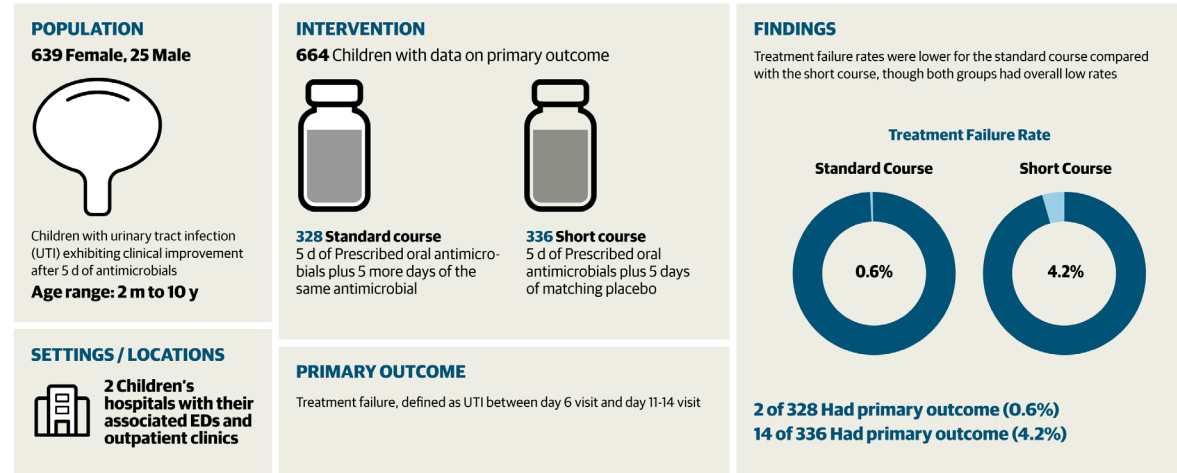 POPULATION
639 Female, 25 Male
Children with urinary tract infection
(UTI) exhibiting clinical improvement
after 5 d of antimicrobials
Age range: 2 m to 10 y
SETTINGS / LOCATIONS
2 Children's
hospitals with their
associated EDs and
outpatient clinics
INTERVENTION
664 Children with data on primary outcome
328 Standard course
5 d of Prescribed oral antimicro-
bials plus 5 more days of the
same antimicrobial
336 Short course
5 d of Prescribed oral
antimicrobials plus 5 days
of matching placebo
PRIMARY OUTCOME
Treatment failure, defined as UTI between day 6 visit and day 11-14 visit
FINDINGS
Treatment failure rates were lower for the standard course compared
with the short course, though both groups had overall low rates
Treatment Failure Rate
Standard Course
0.6%
Short Course
4.2%
2 of 328 Had primary outcome (0.6%)
14 of 336 Had primary outcome (4.2%)